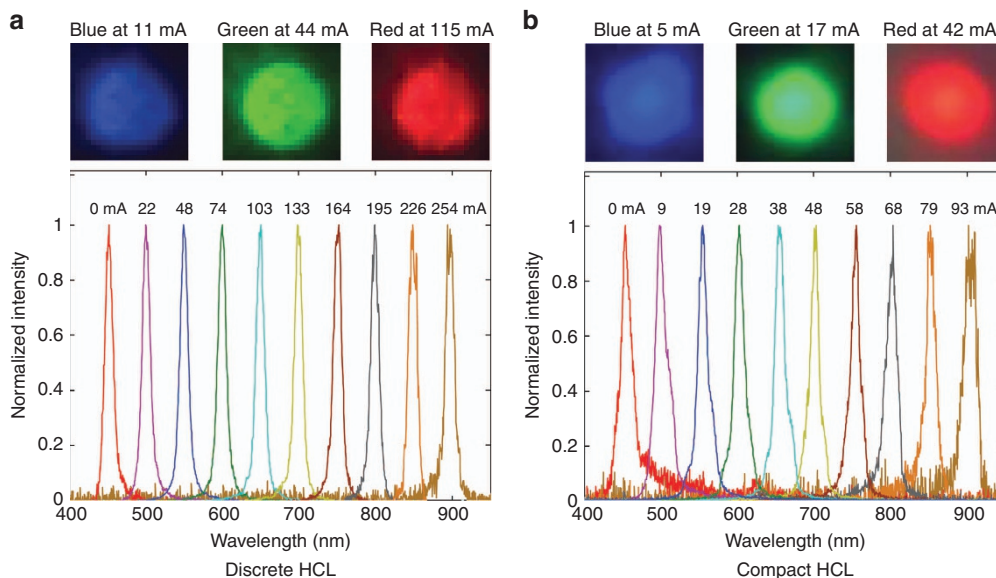 a
Blue at 11 mA Green at 44 mA Red at 115 mA
0 mA 22 48 74 103 133 164 195 226 254 mA
1
0.8
0.6
0.4
0.2
0
Normalized intensity
400 500 600 700 800 900
Wavelength (nm)
Discrete HCL
b
Blue at 5 mA Green at 17 mA Red at 42 mA
0 mA 9 19 28 38 48 58 68 79 93 mA
1
0.8
0.6
0.4
0.2
0
Normalized intensity
400 500 600 700 800 900
Wavelength (nm)
Compact HCL